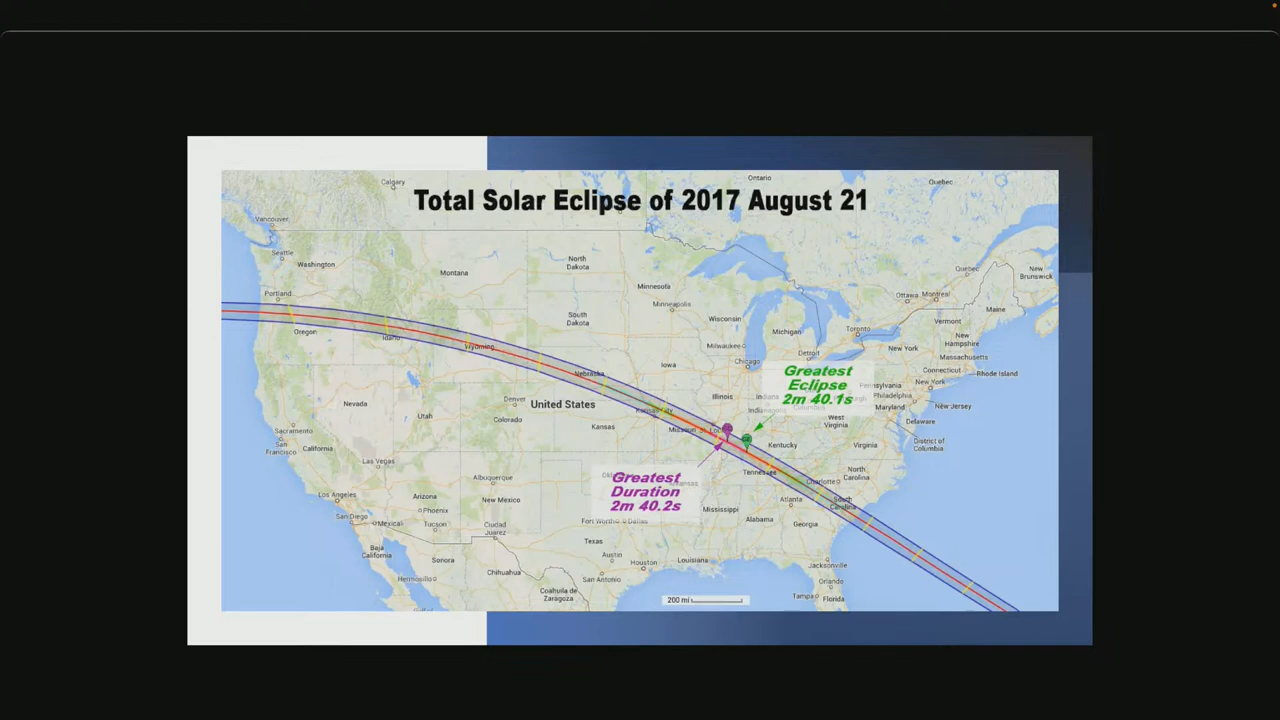 Total Solar Eclipse of 2017 August 21
Calgary
Ontario
Quebec
Vancouver
Seattle
Washington
Montana
North
Dakota
Minnesota
Quebec
New
Brunswick
Ottawa
Montreal
Maine
Portland
Oregon
Idaho
Wyoming
South
Dakota
Minneapolis
Wisconsin
Michigan
Toronto
Vermont
New
Hampshire
Massachusetts
Milwaukee
Detroit
New York
Chicago
Iowa
Nebraska
Connecticut
Rhode Island
Pennsylvania
New York
Philadelphia
Maryland
New Jersey
Greatest
Eclipse
2m 40.1s
Nevada
Utah
Denver
Colorado
United States
Kansas City
Illinois
Kansas
Missouri
West
Virginia
Delaware
District of
Columbia
Kentucky
Virginia
Sacramento
San
Francisco
California
Las Vegas
Greatest
Duration
2m 40.2s
Tennessee
North
Carolina
Charlotte
South
Carolina
Los Angeles
Arizona
Phoenix
Albuquerque
New Mexico
Atlanta
Mississippi
Alabama
Georgia
San Diego
Mexicali
Tucson
Ciudad
Juarez
Texas
Baja
California
Sonora
Austin
Houston
San Antonio
Louisiana
Jacksonville
Orlando
Tampa
Florida
Hermosillo
Chihuahua
Coahuila de
Zaragoza
200 mi